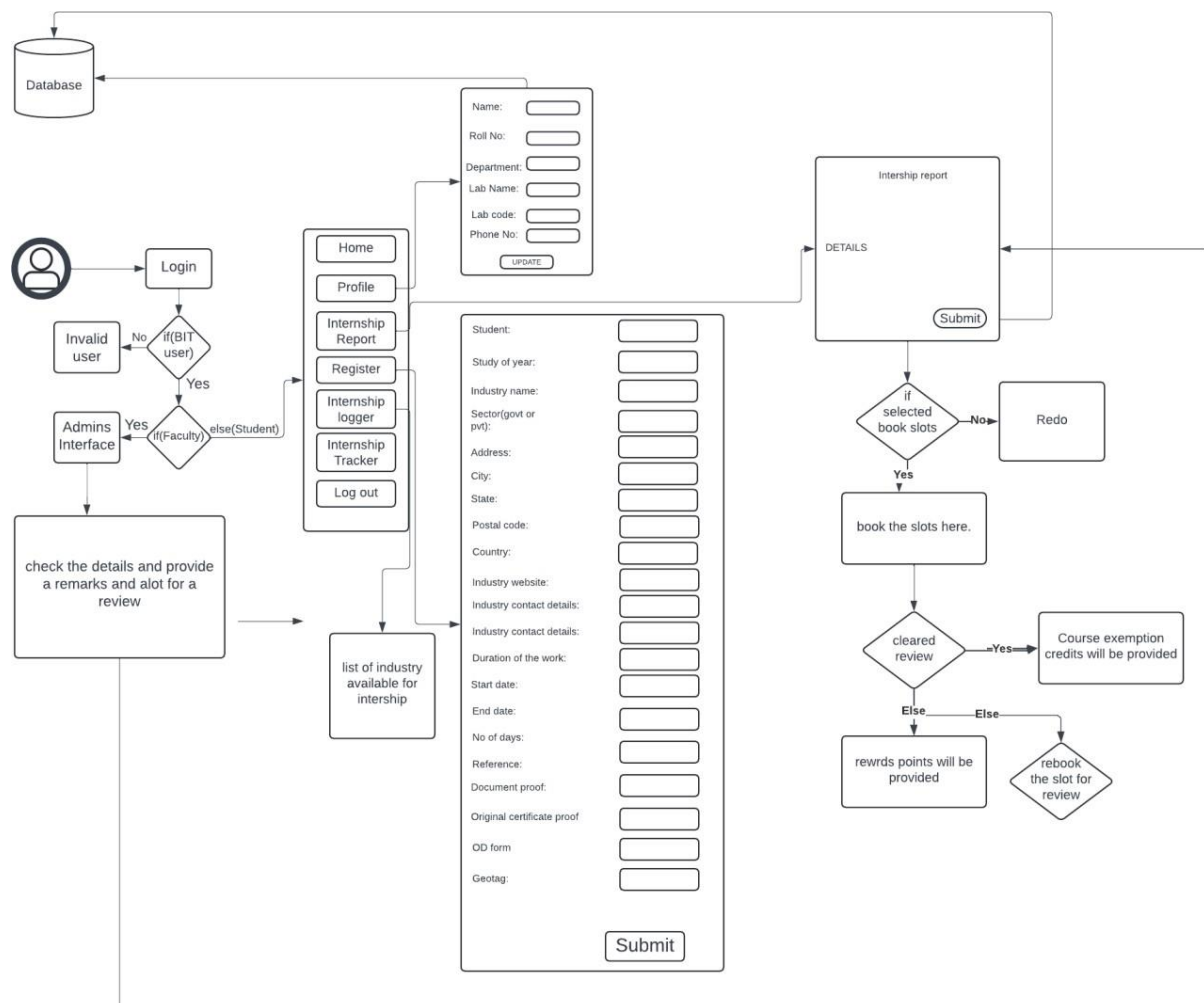 Database
Name:
Roll No:
Department:
Lab Name:
Lab code:
Phone No:
UPDATE
Login
if(BIT
user)
No
Invalid
user
Yes
if(Faculty)
Yes
Admins
Interface
else(Student)
check the details and provide
a remarks and alot for a
review
Home
Profile
Internship
Report
Register
Internship
logger
Internship
Tracker
Log out
list of industry
available for
intership
Student:
Study of year:
Industry name:
Sector(govt or
pvt):
Address:
City:
State:
Postal code:
Country:
Industry website:
Industry contact details:
Industry contact details:
Duration of the work:
Start date:
End date:
No of days:
Reference:
Document proof:
Original certificate proof
OD form
Geotag:
Submit
Intership report
DETAILS
Submit
if
selected
book slots
No
Redo
Yes
book the slots here.
cleared
review
Yes
Course exemption
credits will be provided
Else
Else
rewrds points will be
provided
rebook
the slot for
review